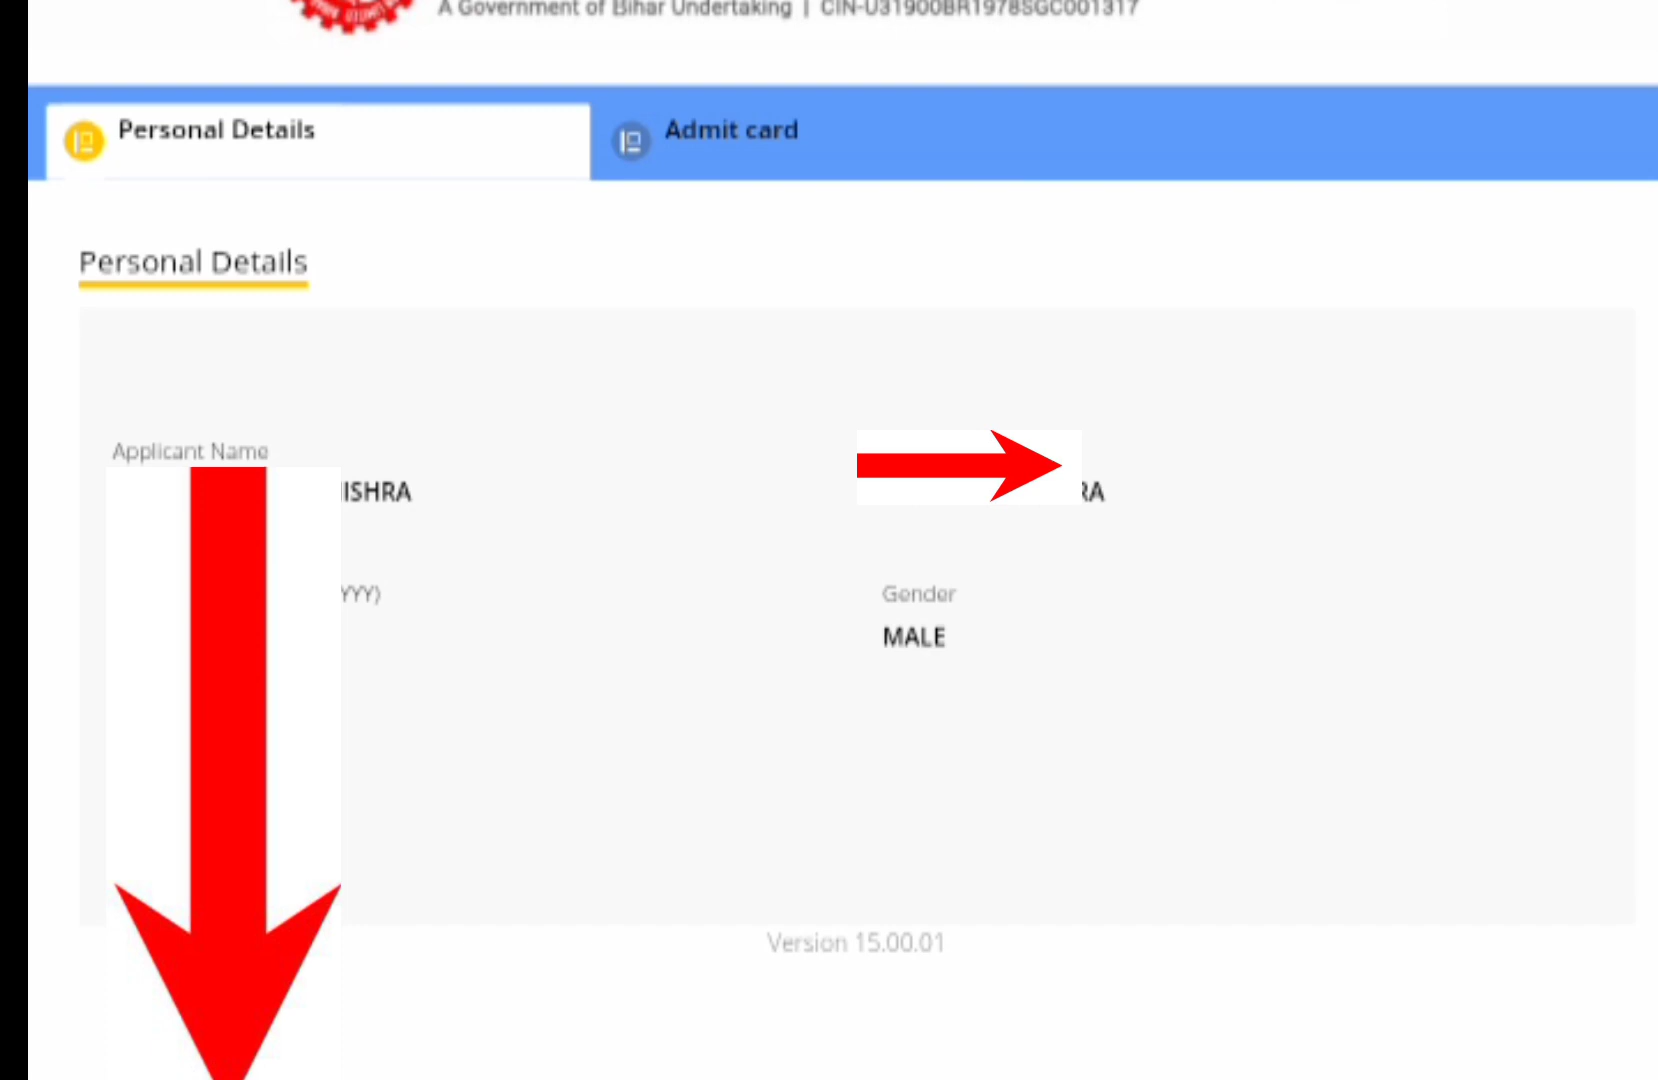 A Government of Bihar Undertaking | CIN-U31900BR1978SGC001317
Personal Details
Admit card
Personal Details
Applicant Name
ISHRA
RA
YYY)
Gender
MALE
Version 15.00.01